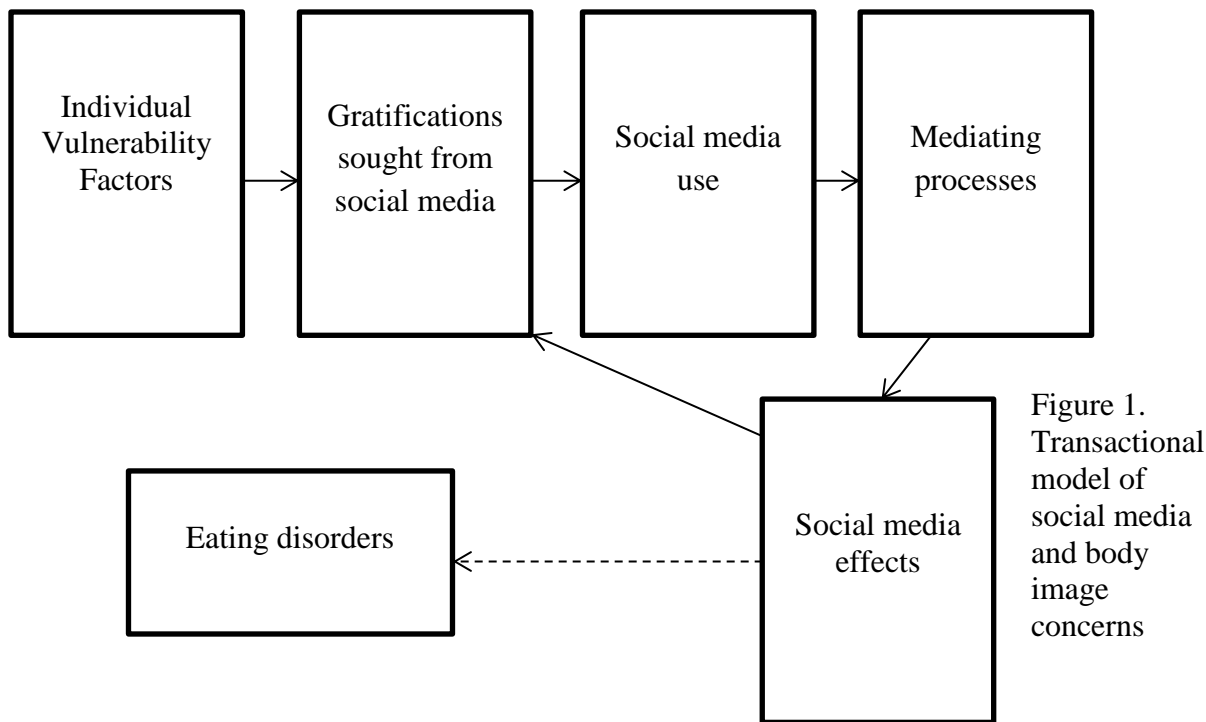 Individual
Vulnerability
Factors
Gratifications
sought from
social media
Social media
use
Mediating
processes
Eating disorders
Social media
effects
Figure 1.
Transactional
model of
social media
and body
image
concerns